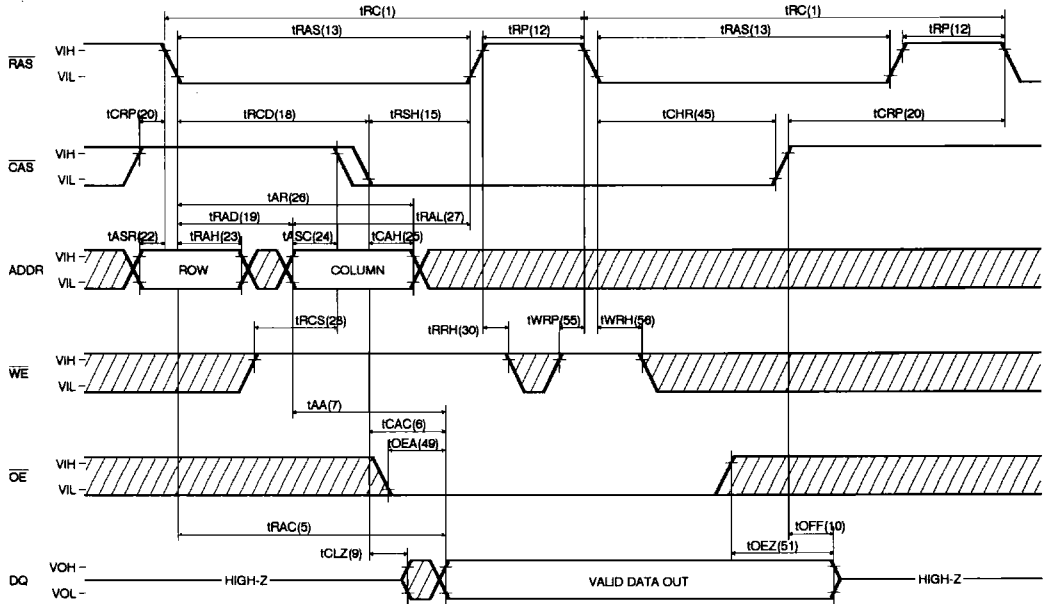 tRC(1) tRC(1)
tRAS(13) tRP(12) tRAS(13) tRP(12)
RAS VIH
VIL
tCRP(20) tRCD(18) tRSH(15) tCHR(45) tCRP(20)
CAS VIH
VIL
tAR(26)
tRAD(19) tRAL(27)
tASR(22) tRAH(23) tASC(24) tCAH(25)
ADDR VIH
VIL
ROW COLUMN
tRCS(28) tRRH(30) tWRP(55) tWRH(56)
WE VIH
VIL
tAA(7)
tCAC(6)
tOEA(49)
OE VIH
VIL
tRAC(5) tOFF(10)
tCLZ(9) tOEZ(51)
DQ VOH
VOL
HIGH-Z VALID DATA OUT HIGH-Z